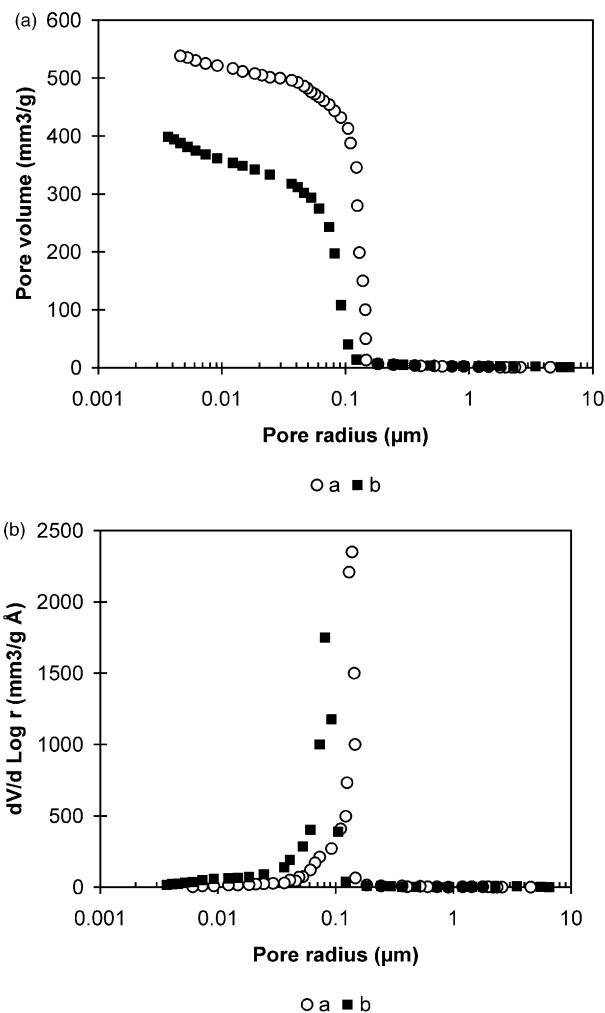 (a)
600
500
400
300
200
100
0
Pore volume (mm3/g)
0.001 0.01 0.1 1 10
Pore radius (μm)
a b
(b)
2500
2000
1500
1000
500
0
dV/d Log r (mm3/g Å)
0.001 0.01 0.1 1 10
Pore radius (μm)
a b